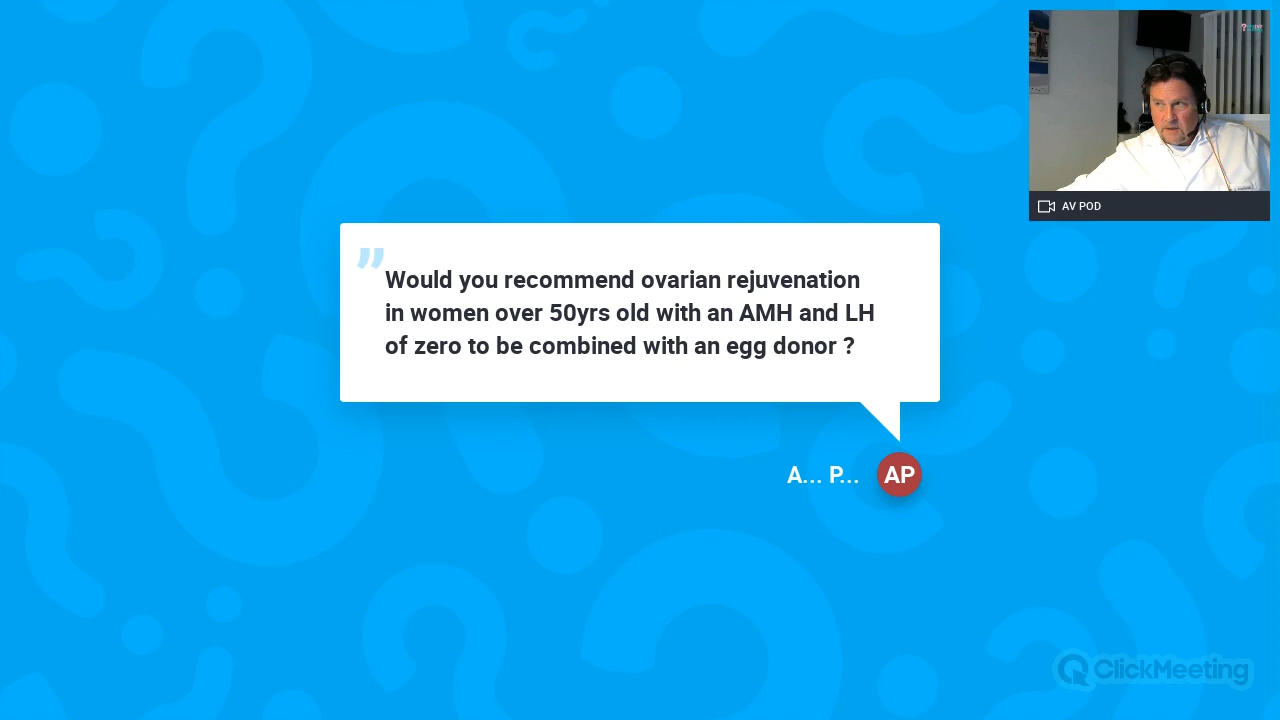 AV POD
”
Would you recommend ovarian rejuvenation
in women over 50yrs old with an AMH and LH
of zero to be combined with an egg donor ?
A... P... AP
ClickMeeting